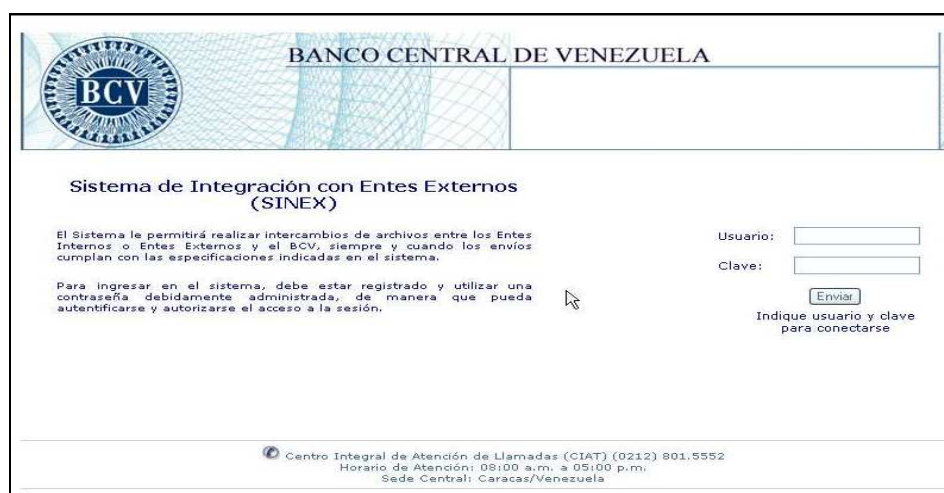 BANCO CENTRAL DE VENEZUELA
BCV
Sistema de Integración con Entes Externos
(SINEX)
El Sistema le permitirá realizar intercambios de archivos entre los Entes
Internos o Entes Externos y el BCV, siempre y cuando los envíos
cumplan con las especificaciones indicadas en el sistema.
Para ingresar en el sistema, debe estar registrado y utilizar una
contraseña debidamente administrada, de manera que pueda
autentificarse y autorizarse el acceso a la sesión.
Usuario:
Clave:
Enviar
Indique usuario y clave
para conectarse
Centro Integral de Atención de Llamadas (CIAT) (0212) 801.5552
Horario de Atención: 08:00 a.m. a 05:00 p.m.
Sede Central: Caracas/Venezuela